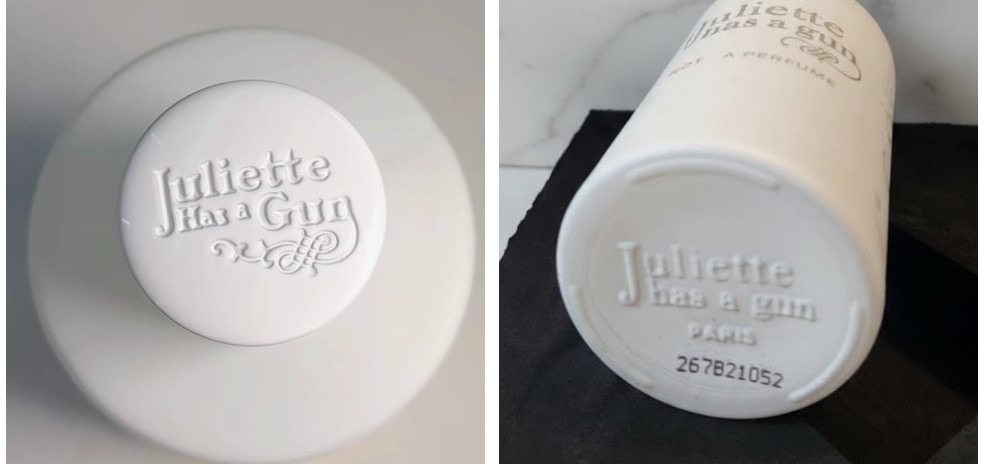 Juliette
Has a Gun
Juliette
has a gun
NOT A PERFUME
Juliette
has a gun
PARIS
267B21052